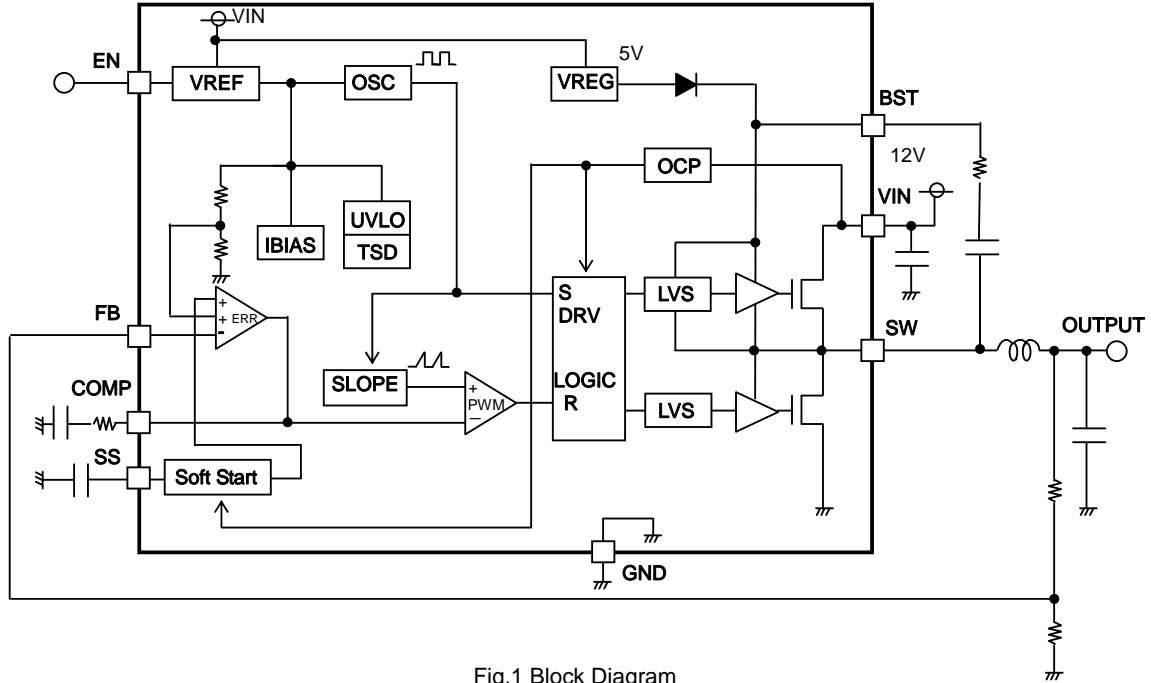 VIN
EN
VREF
OSC
5V
VREG
BST
12V
OCP
VIN
UVLO
TSD
IBIAS
S
DRV
LOGIC
R
LVS
SW
OUTPUT
FB
+
+
-
ERR
SLOPE
+
PWM
−
LVS
COMP
SS
Soft Start
GND
Fig.1 Block Diagram